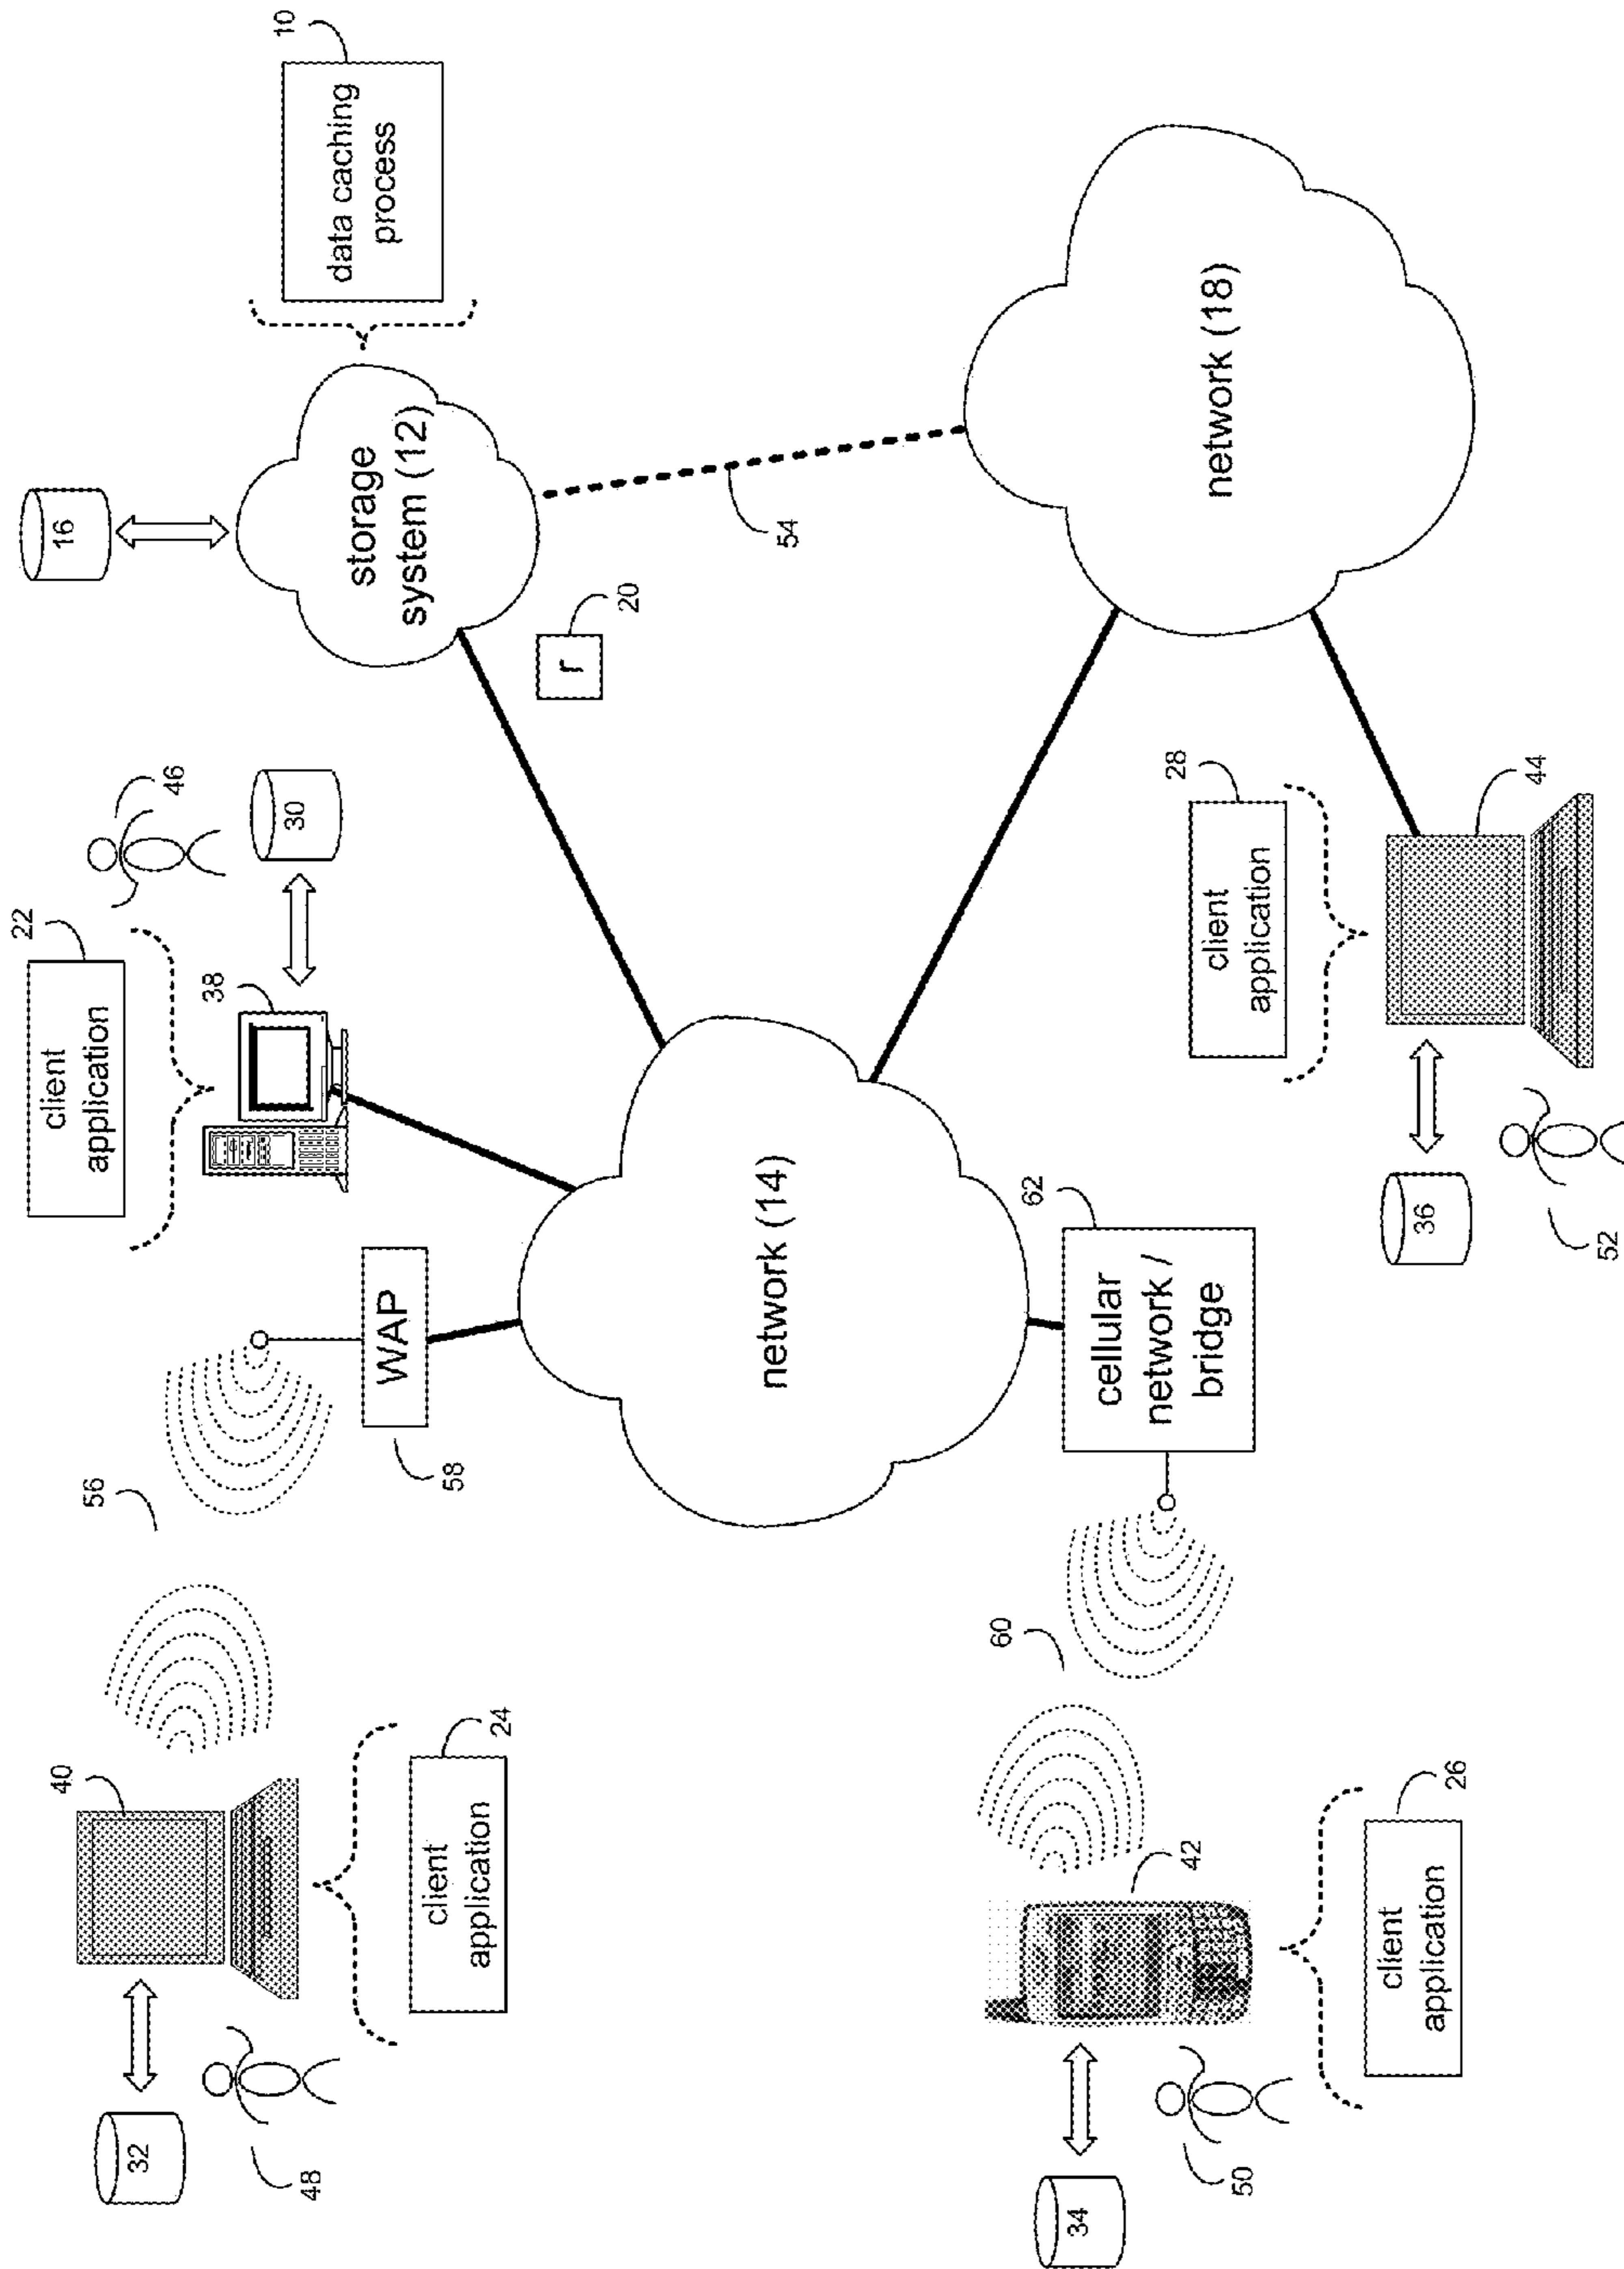 32
48
40
client
application
24
56
WAP
58
client
application
22
38
46
30
16
storage
system (12)
data caching
process
10
r
20
54
network (14)
network (18)
34
50
42
client
application
26
60
cellular
network /
bridge
62
36
52
client
application
28
44